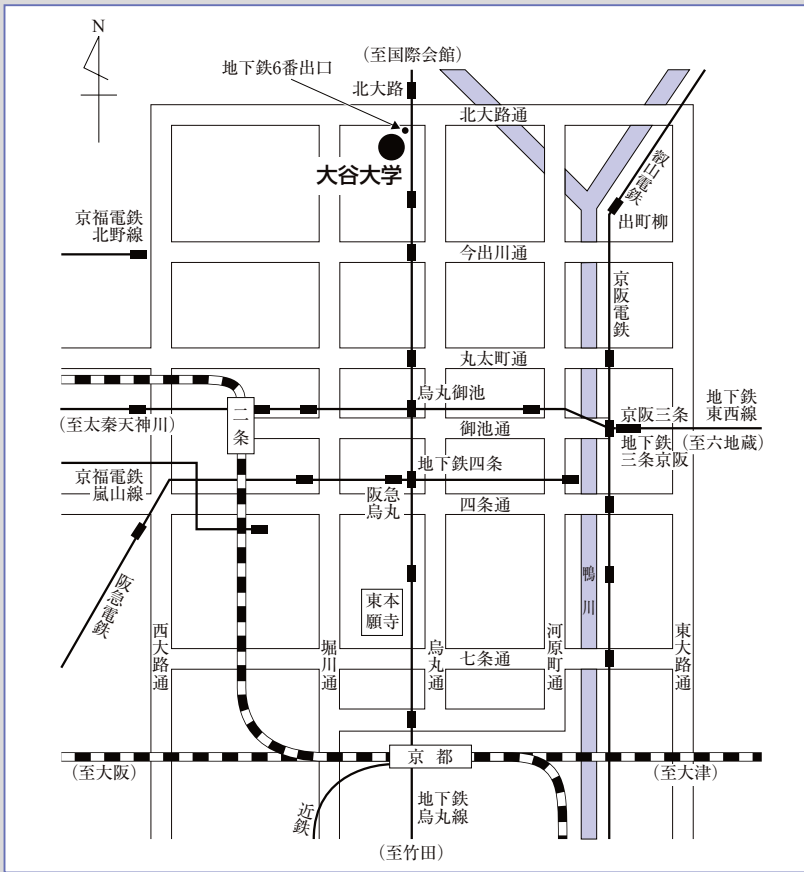 N
(至国際会館)
地下鉄6番出口
北大路
北大路通
大谷大学
叡山電鉄
出町柳
京福電鉄
北野線
今出川通
京阪電鉄
丸太町通
烏丸御池
二条
(至太秦天神川)
御池通
京阪三条
地下鉄
東西線
地下鉄
三条京阪
(至六地蔵)
地下鉄四条
京福電鉄
嵐山線
阪急
烏丸
四条通
阪急電鉄
鴨川
東本
願寺
西大路通
堀川通
烏丸通
河原町通
東大路通
七条通
京都
(至大阪)
(至大津)
近鉄
地下鉄
烏丸線
(至竹田)